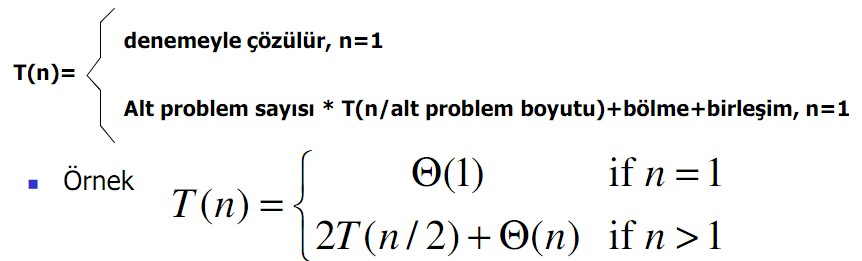 denemeyle çözülür, n=1
T(n)=
Alt problem sayısı * T(n/alt problem boyutu)+bölme+birleşim, n=1
Örnek
T(n) = { Θ(1) if n = 1
2T(n/2) + Θ(n) if n > 1